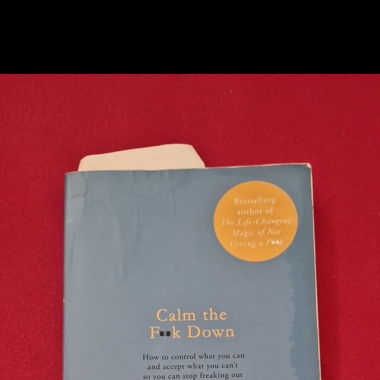 Bestselling
author of
The Life-Changing
Magic of Not
Giving a F**k
Calm the
F**k Down
How to control what you can
and accept what you can't
so you can stop freaking out